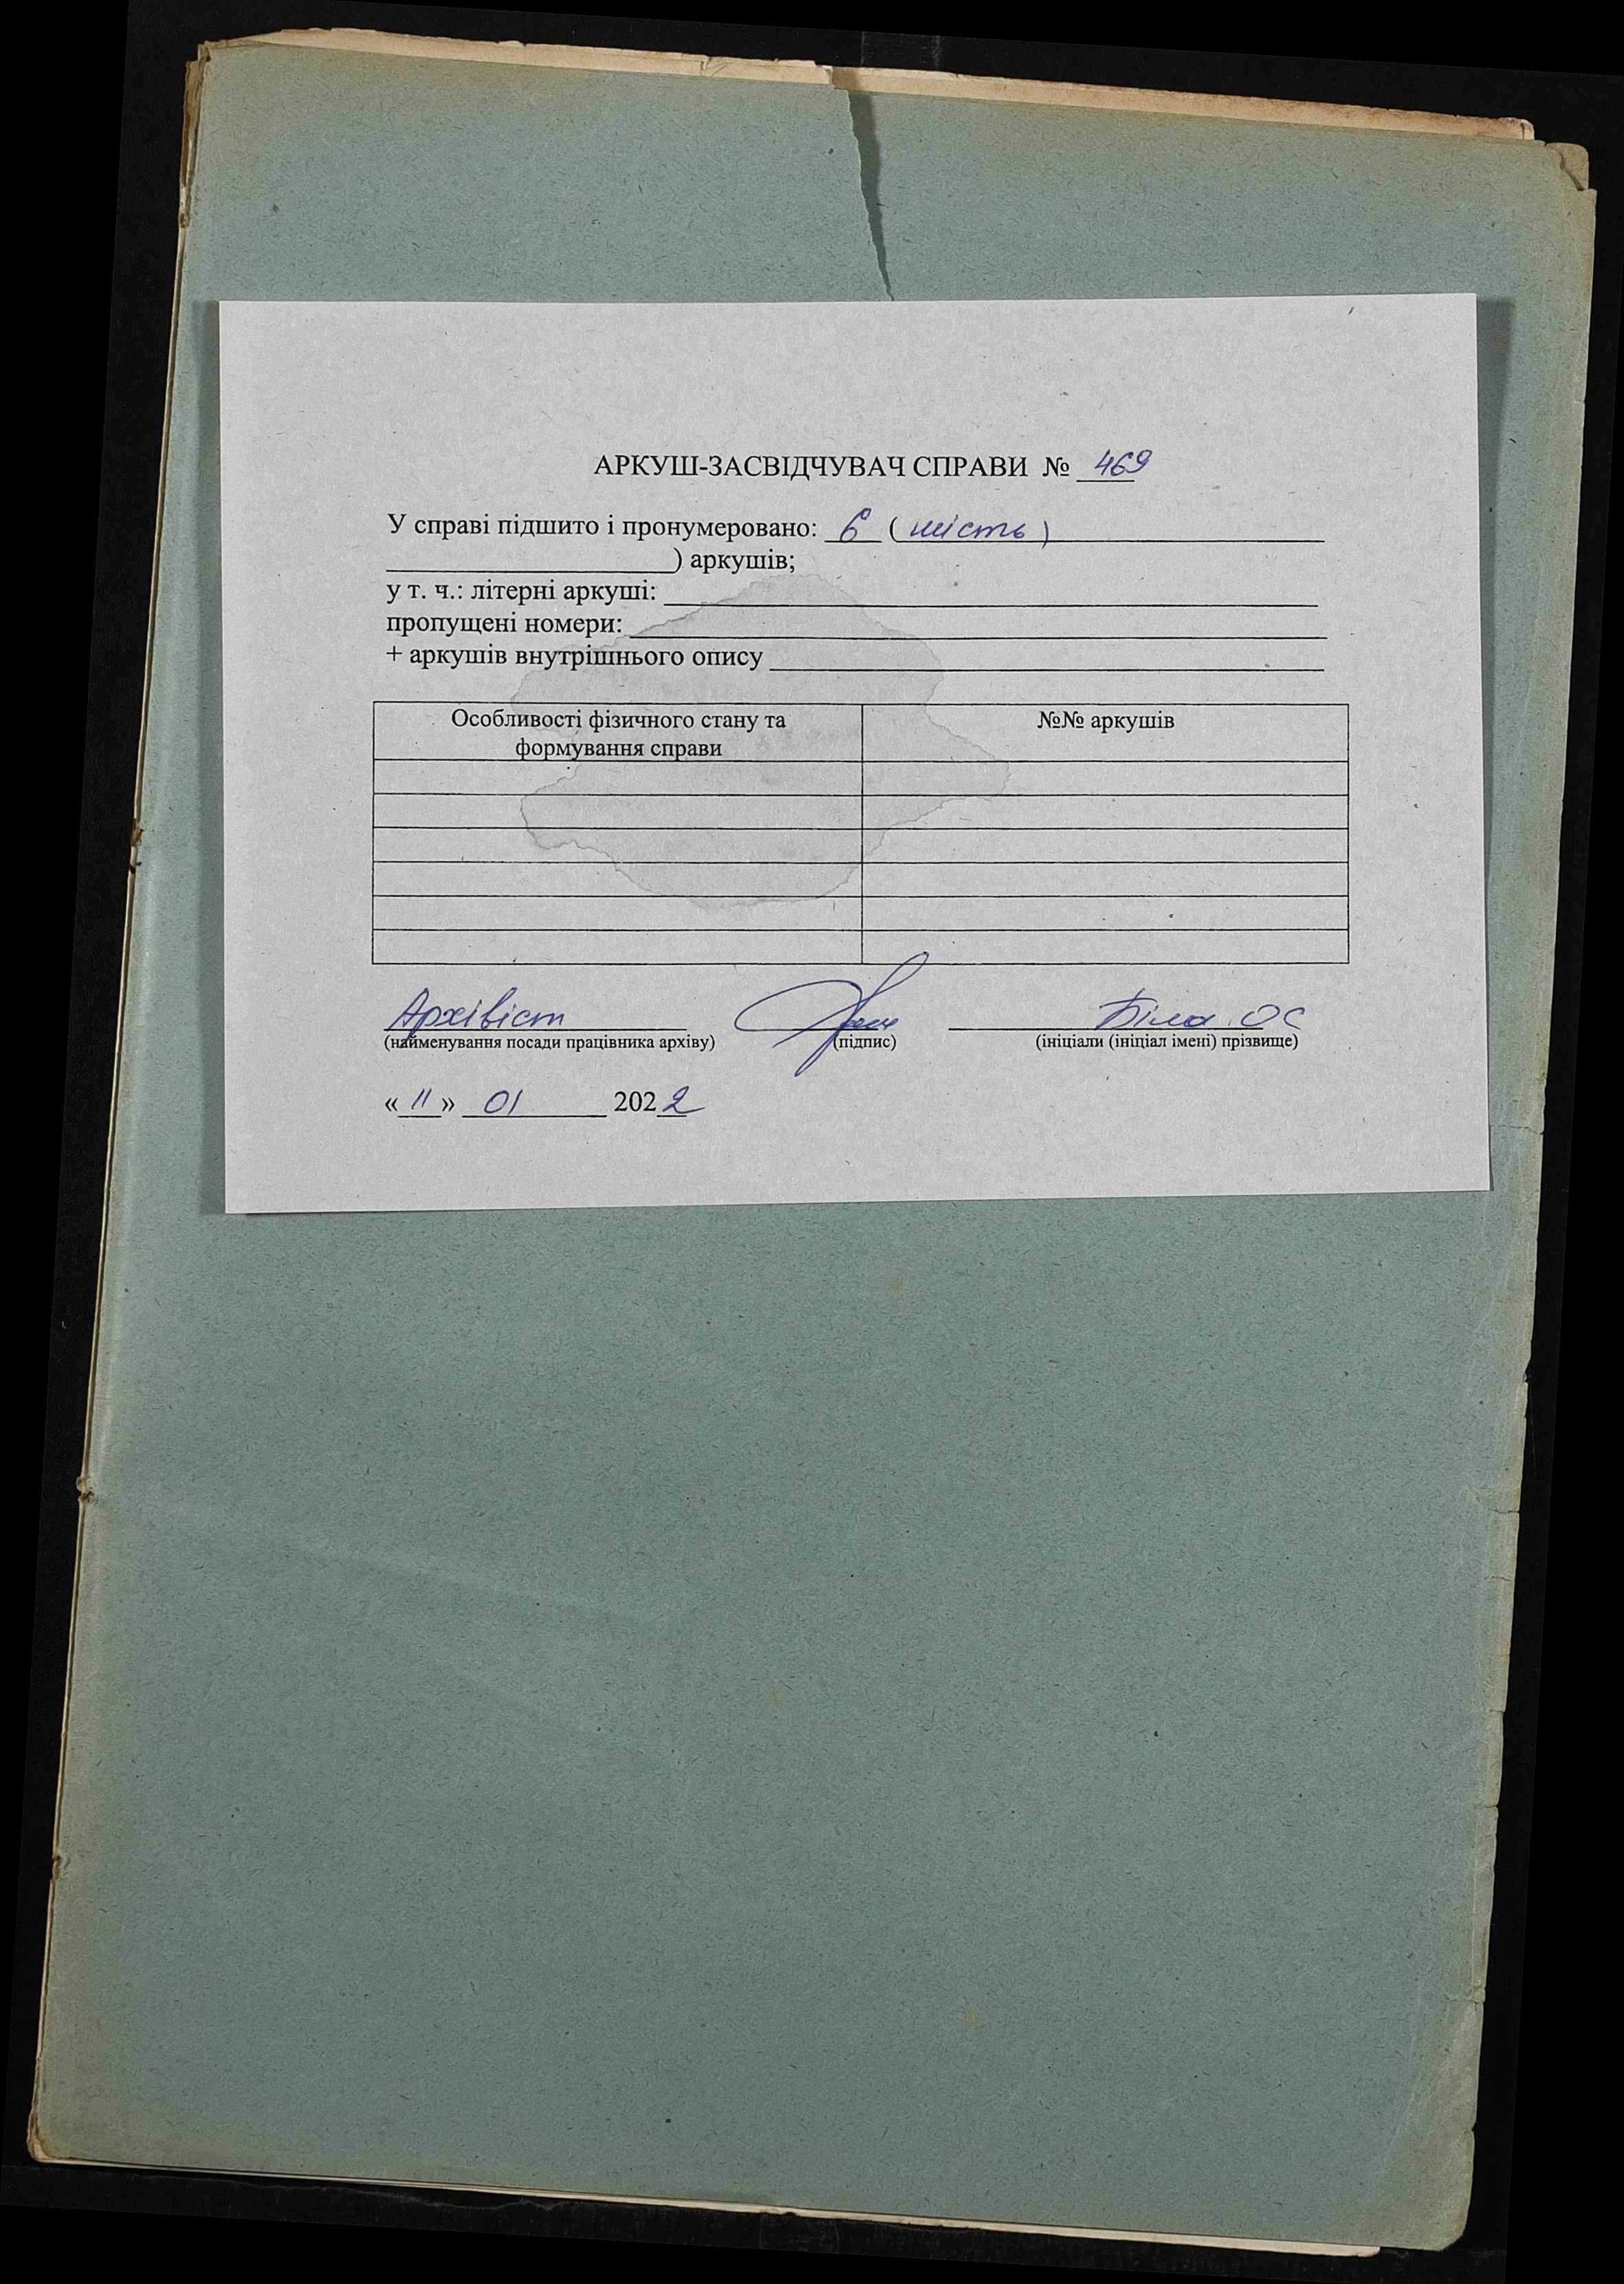 АРКУШ-ЗАСВІДЧУВАЧ СПРАВИ № 469
У справі підшито і пронумеровано: 6 (шість)
) аркушів;
у т. ч.: літерні аркуші:
пропущені номери:
+ аркушів внутрішнього опису
Особливості фізичного стану та формування справи №№ аркушів
Архівіст Біла ОС
(найменування посади працівника архіву) (підпис) (ініціали (ініціал імені) прізвище)
«11» 01 2022